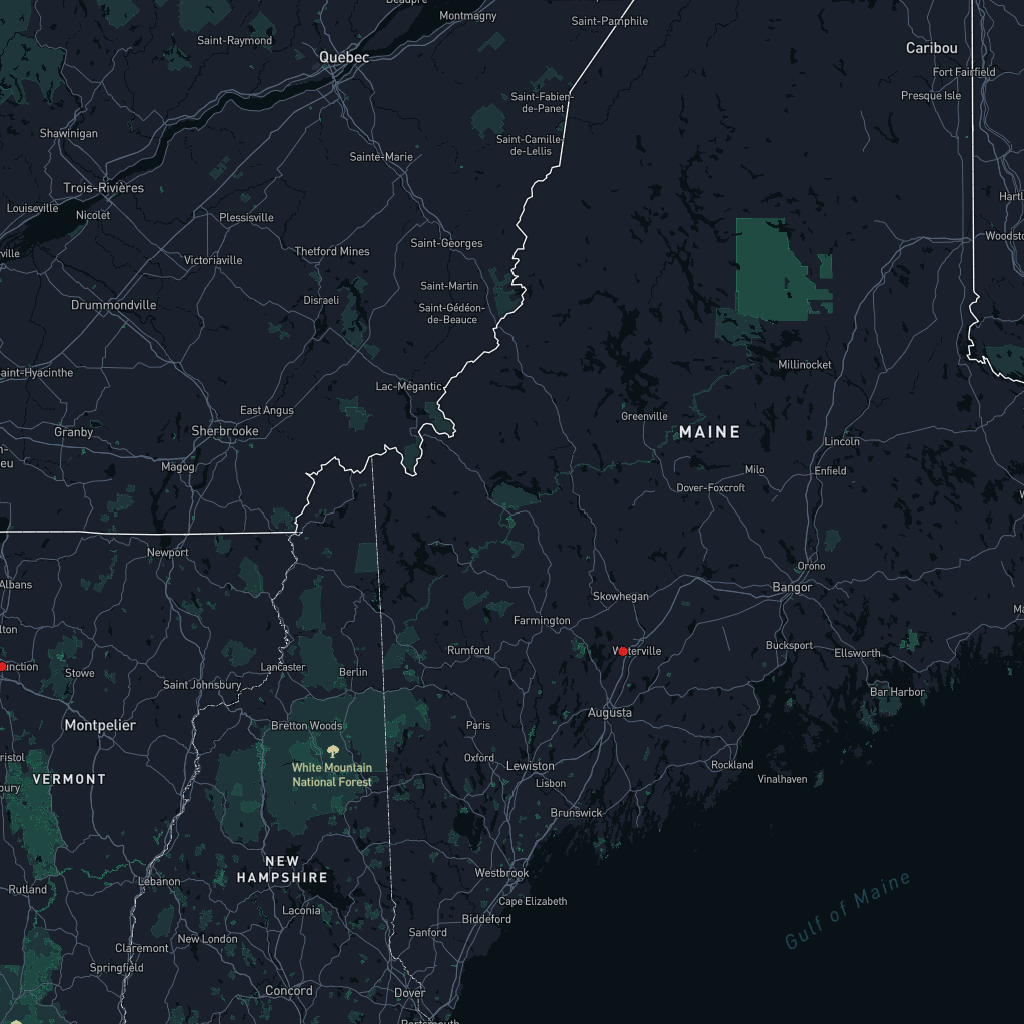 Montmagny
Saint-Pamphile
Saint-Raymond
Quebec
Caribou
Fort Fairfield
Presque Isle
Saint-Fabien-
de-Panet
Shawinigan
Saint-Camille-
de-Lellis
Sainte-Marie
Trois-Rivières
Louiseville
Nicolet
Plessisville
Hartl
Woodsto
Saint-Georges
Thetford Mines
ville
Victoriaville
Saint-Martin
Disraeli
Drummondville
Saint-Gédéon-
de-Beauce
Millinocket
aint-Hyacinthe
Lac-Mégantic
East Angus
Greenville
Granby
Sherbrooke
MAINE
Lincoln
n-
eu
Magog
Milo
Enfield
Dover-Foxcroft
W
Newport
Orono
Albans
Bangor
Skowhegan
Ma
Farmington
lton
Rumford
Waterville
Bucksport
Ellsworth
unction
Stowe
Lancaster
Berlin
Saint Johnsbury
Bar Harbor
Augusta
Montpelier
Bretton Woods
Paris
ristol
Oxford
Lewiston
Rockland
White Mountain
National Forest
VERMONT
Vinalhaven
bury
Lisbon
Brunswick
NEW
HAMPSHIRE
Westbrook
Lebanon
Rutland
Cape Elizabeth
Gulf of Maine
Laconia
Biddeford
Sanford
New London
Claremont
Springfield
Concord
Dover
Portsmouth